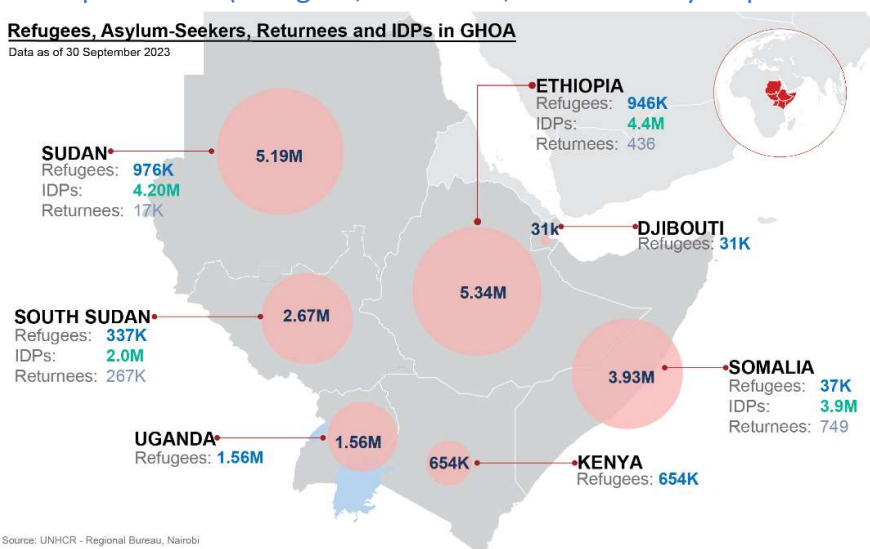 Refugees, Asylum-Seekers, Returnees and IDPs in GHOA
Data as of 30 September 2023
ETHIOPIA
Refugees: 946K
IDPs: 4.4M
Returnees: 436
SUDAN
Refugees: 976K
IDPs: 4.20M
Returnees: 17K
5.19M
31k
DJIBOUTI
Refugees: 31K
5.34M
SOUTH SUDAN
Refugees: 337K
IDPs: 2.0M
Returnees: 267K
2.67M
3.93M
SOMALIA
Refugees: 37K
IDPs: 3.9M
Returnees: 749
UGANDA
Refugees: 1.56M
1.56M
654K
KENYA
Refugees: 654K
Source: UNHCR - Regional Bureau, Nairobi